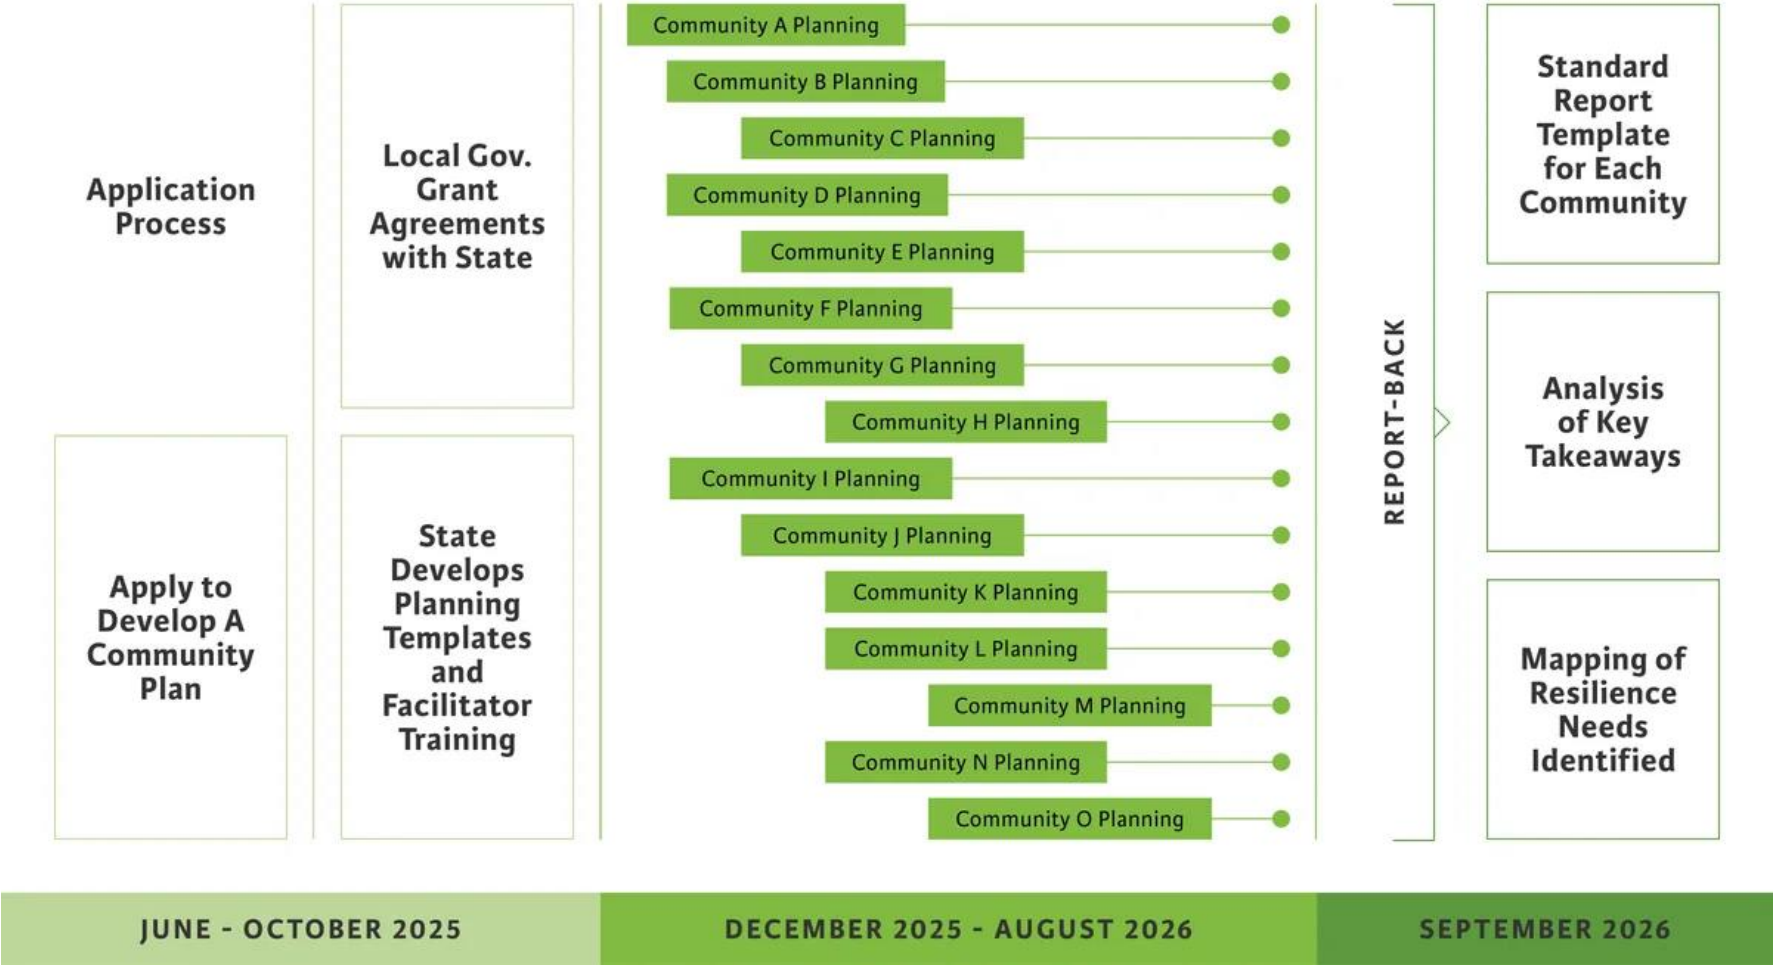 Application
Process
Apply to
Develop A
Community
Plan
Local Gov.
Grant
Agreements
with State
State
Develops
Planning
Templates
and
Facilitator
Training
Community A Planning
Community B Planning
Community C Planning
Community D Planning
Community E Planning
Community F Planning
Community G Planning
Community H Planning
Community I Planning
Community J Planning
Community K Planning
Community L Planning
Community M Planning
Community N Planning
Community O Planning
REPORT-BACK
Standard
Report
Template
for Each
Community
Analysis
of Key
Takeaways
Mapping of
Resilience
Needs
Identified
JUNE - OCTOBER 2025
DECEMBER 2025 - AUGUST 2026
SEPTEMBER 2026